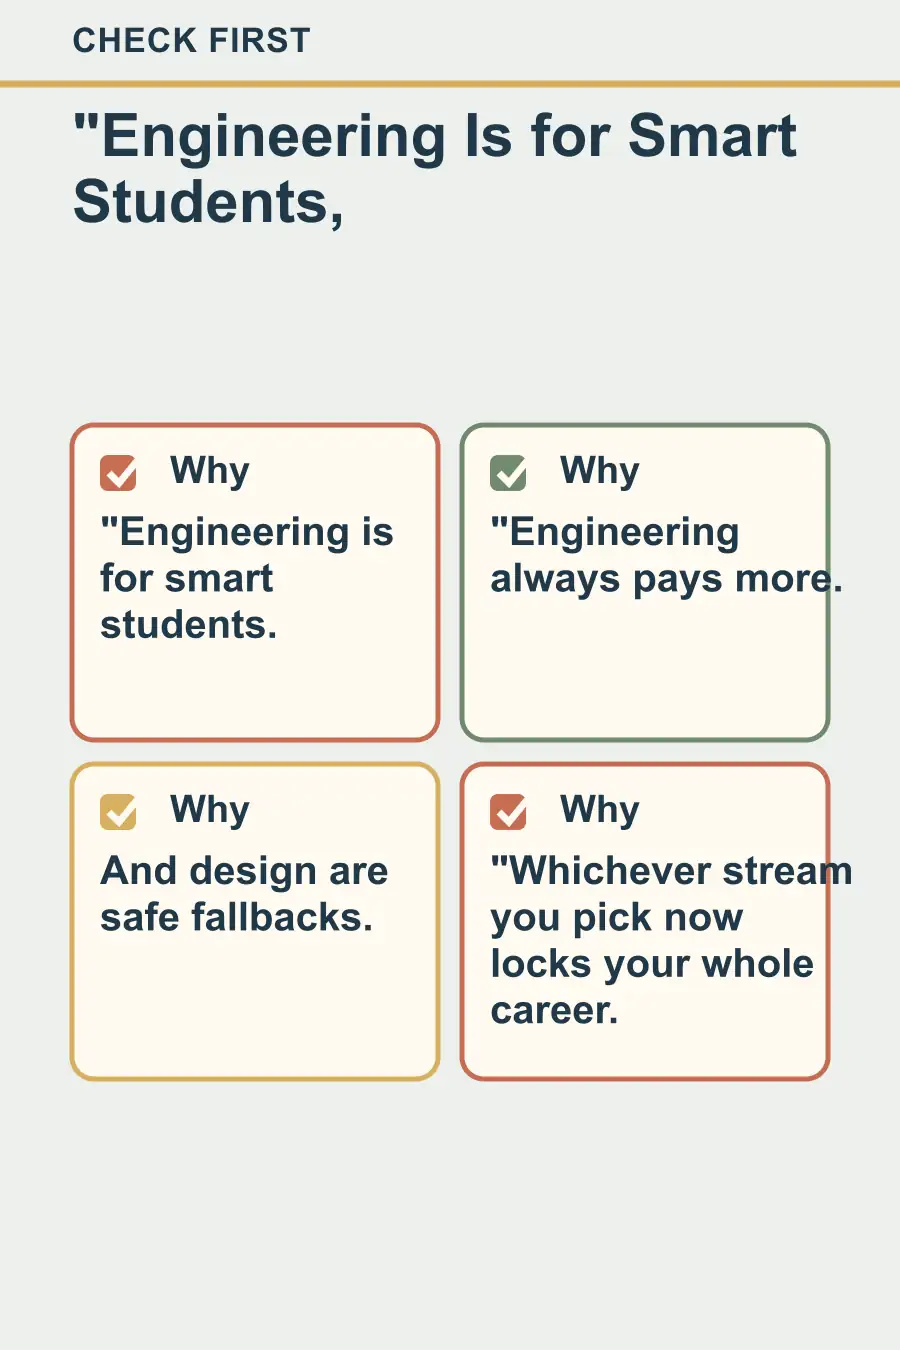 CHECK FIRST
"Engineering Is for Smart
Students,
Why
"Engineering is
for smart
students.
Why
"Engineering
always pays more.
Why
And design are
safe fallbacks.
Why
"Whichever stream
you pick now
locks your whole
career.